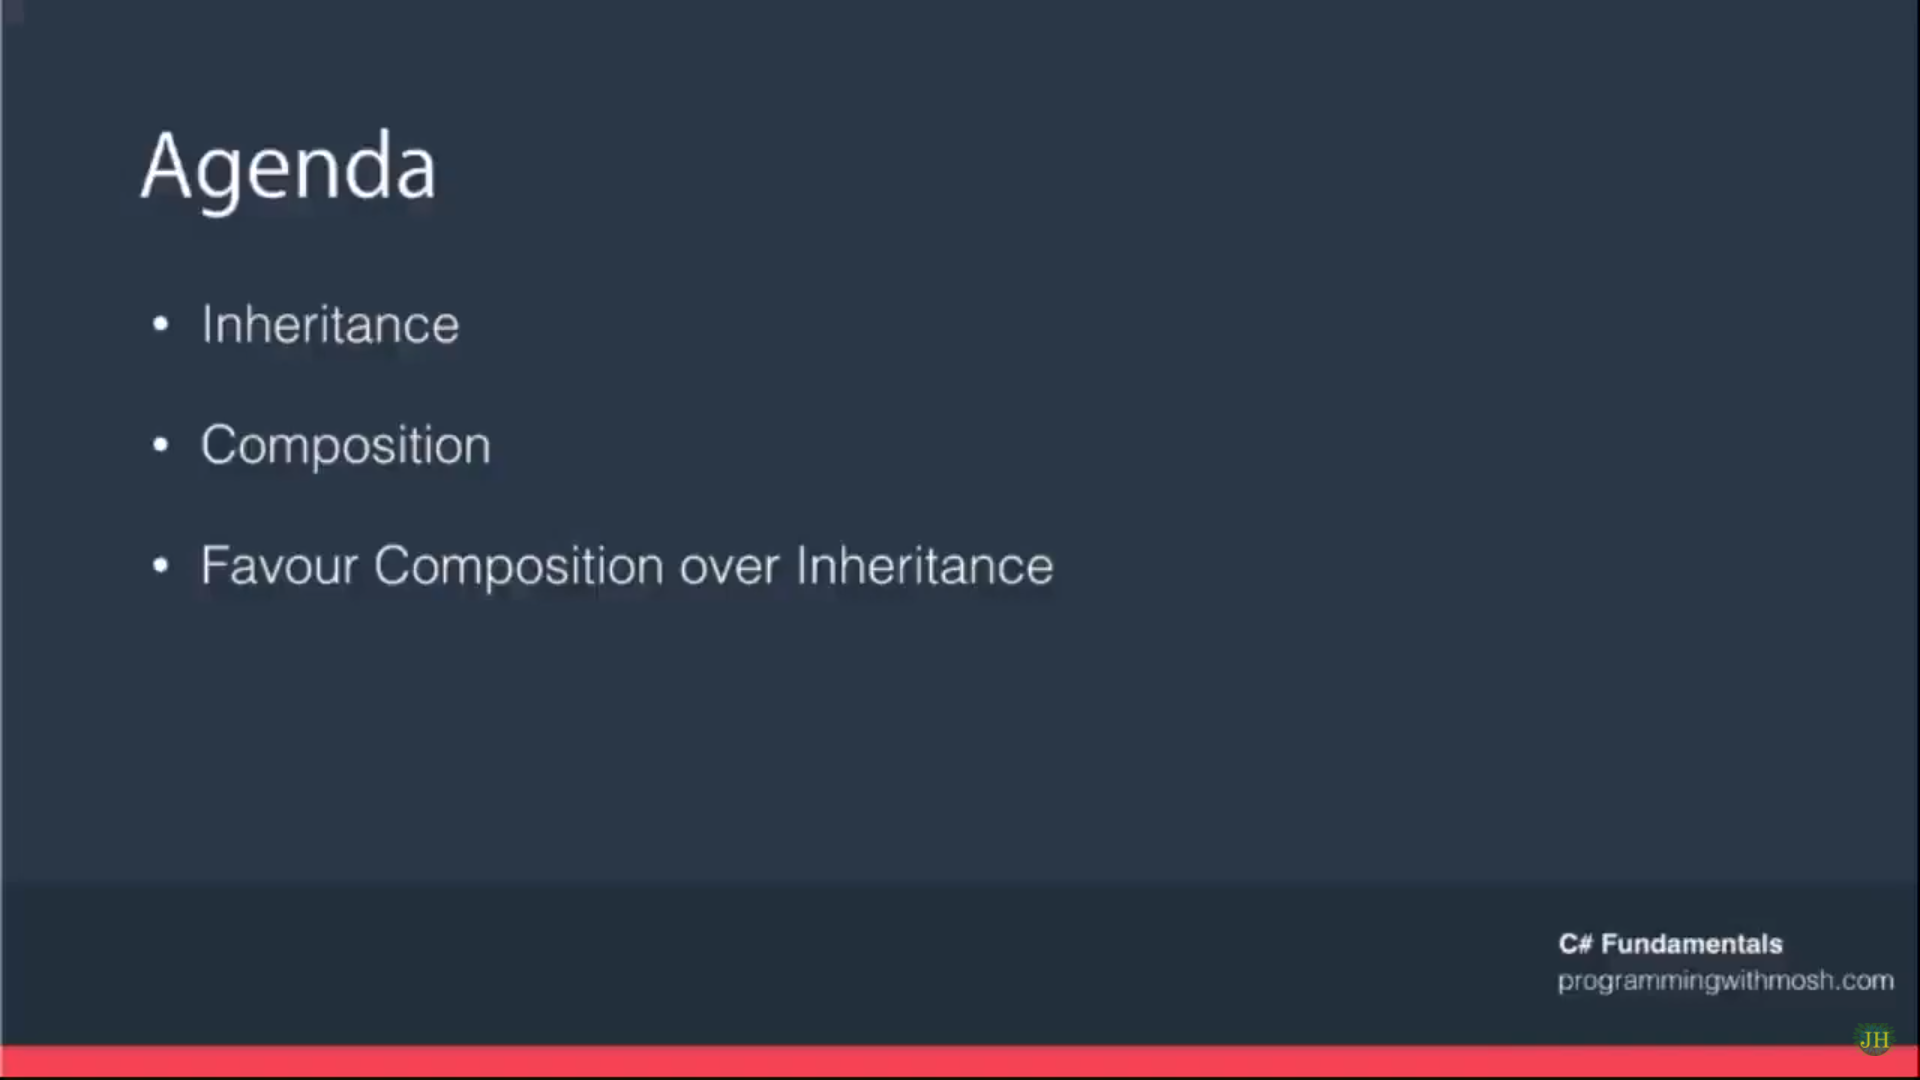 Agenda
• Inheritance
• Composition
• Favour Composition over Inheritance
C# Fundamentals
programmingwithmosh.com
JH